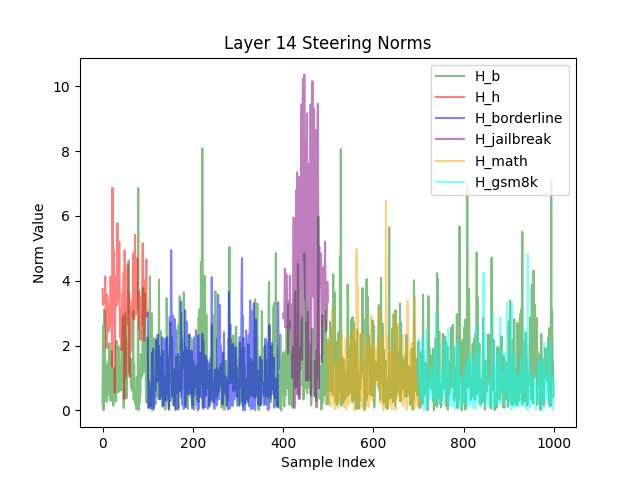 Layer 14 Steering Norms
Norm Value
10
8
6
4
2
0
H_b
H_h
H_borderline
H_jailbreak
H_math
H_gsm8k
0
200
400
600
800
1000
Sample Index